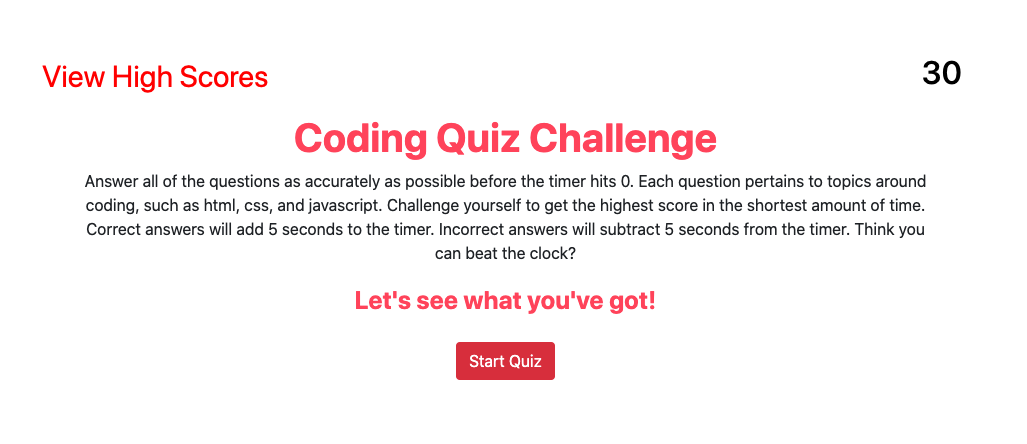 View High Scores
30
Coding Quiz Challenge
Answer all of the questions as accurately as possible before the timer hits 0. Each question pertains to topics around
coding, such as html, css, and javascript. Challenge yourself to get the highest score in the shortest amount of time.
Correct answers will add 5 seconds to the timer. Incorrect answers will subtract 5 seconds from the timer. Think you
can beat the clock?
Let's see what you've got!
Start Quiz